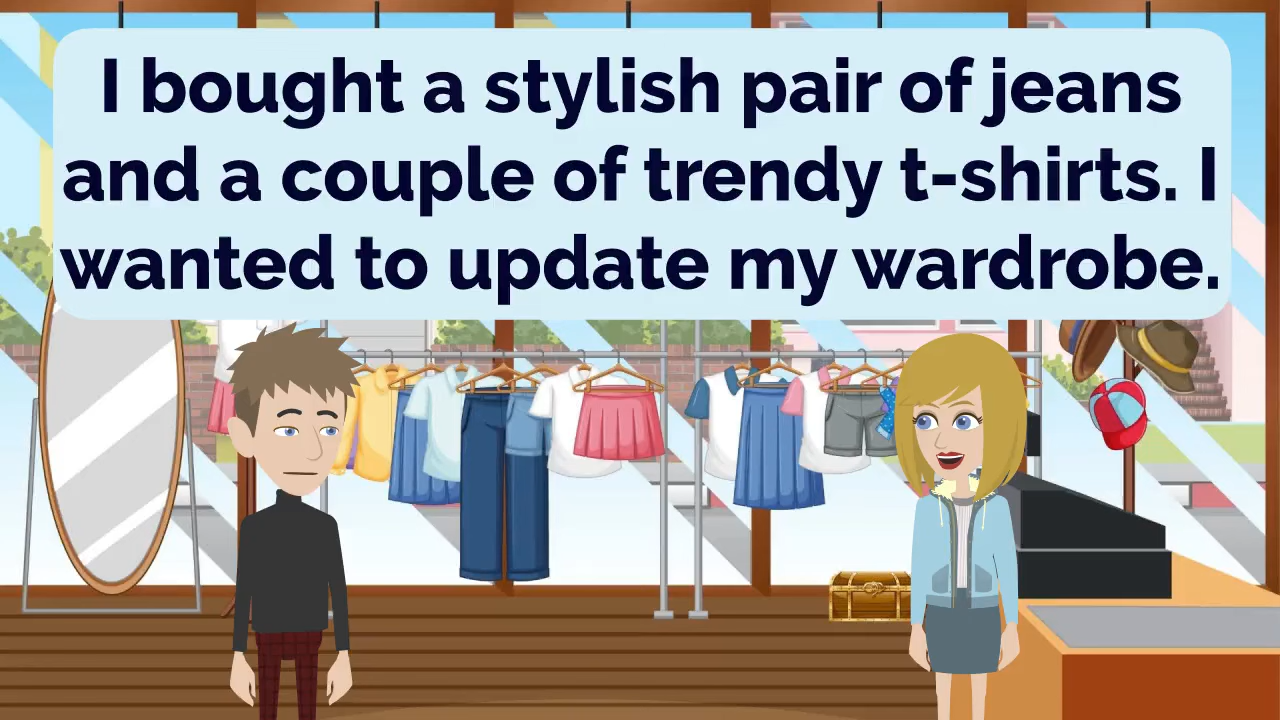 I bought a stylish pair of jeans
and a couple of trendy t-shirts. I
wanted to update my wardrobe.